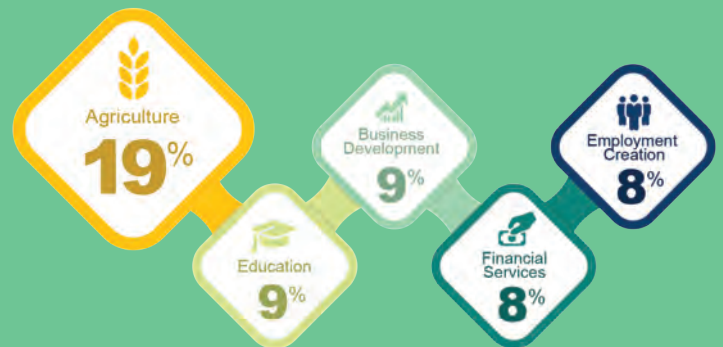 Agriculture
19%
Education
9%
Business
Development
9%
Financial
Services
8%
Employment
Creation
8%